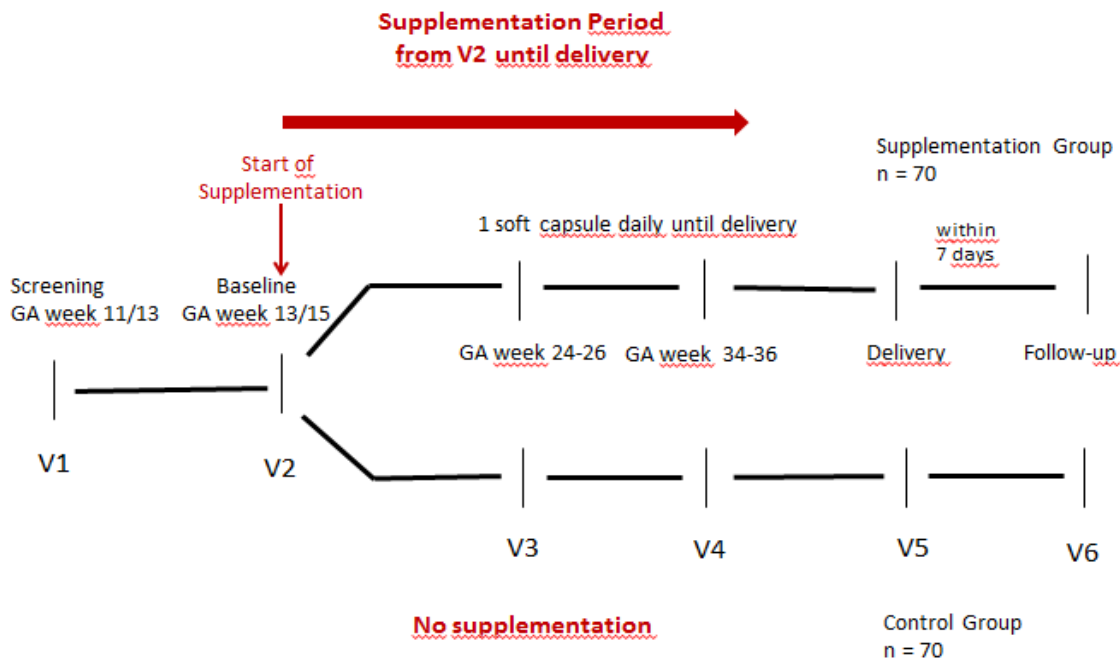 Supplementation Period
from V2 until delivery
Start of
Supplementation
Supplementation Group
n = 70
1 soft capsule daily until delivery
within
7 days
Screening
GA week 11/13
Baseline
GA week 13/15
GA week 24-26
GA week 34-36
Delivery
Follow-up
V1
V2
V3
V4
V5
V6
No supplementation
Control Group
n = 70